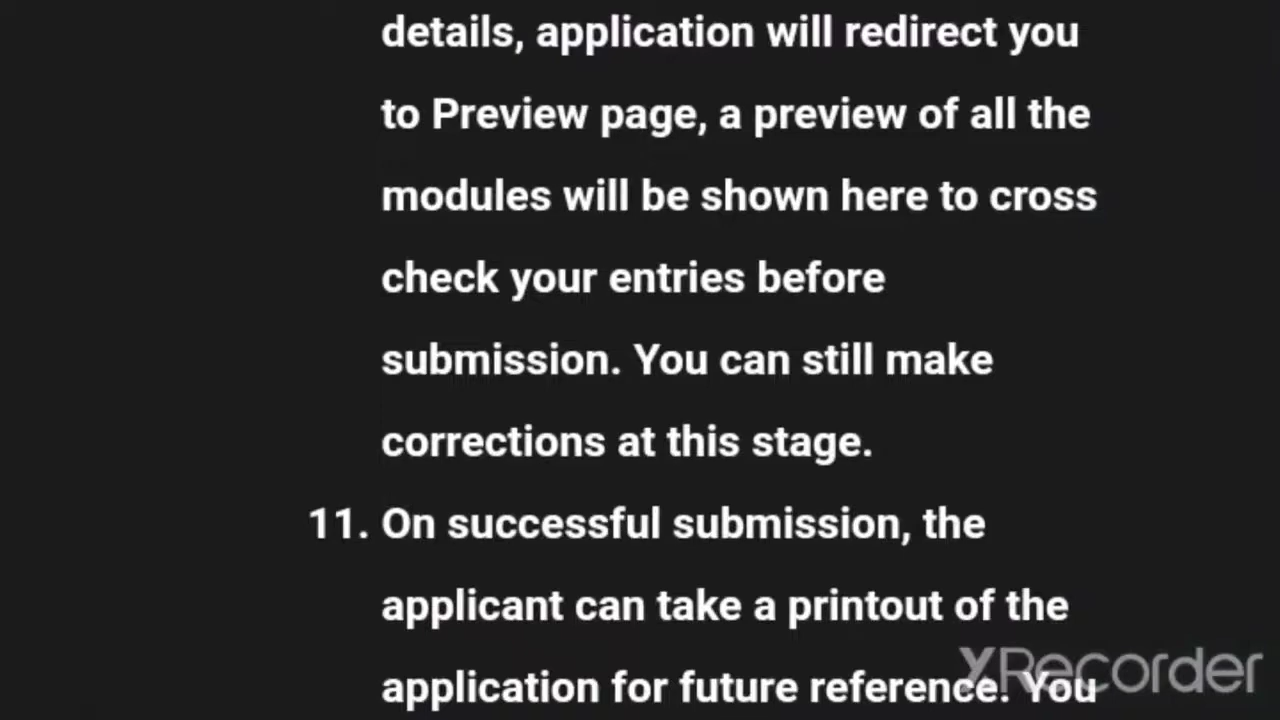 details, application will redirect you
to Preview page, a preview of all the
modules will be shown here to cross
check your entries before
submission. You can still make
corrections at this stage.
11. On successful submission, the
applicant can take a printout of the
application for future reference. You
XRecorder